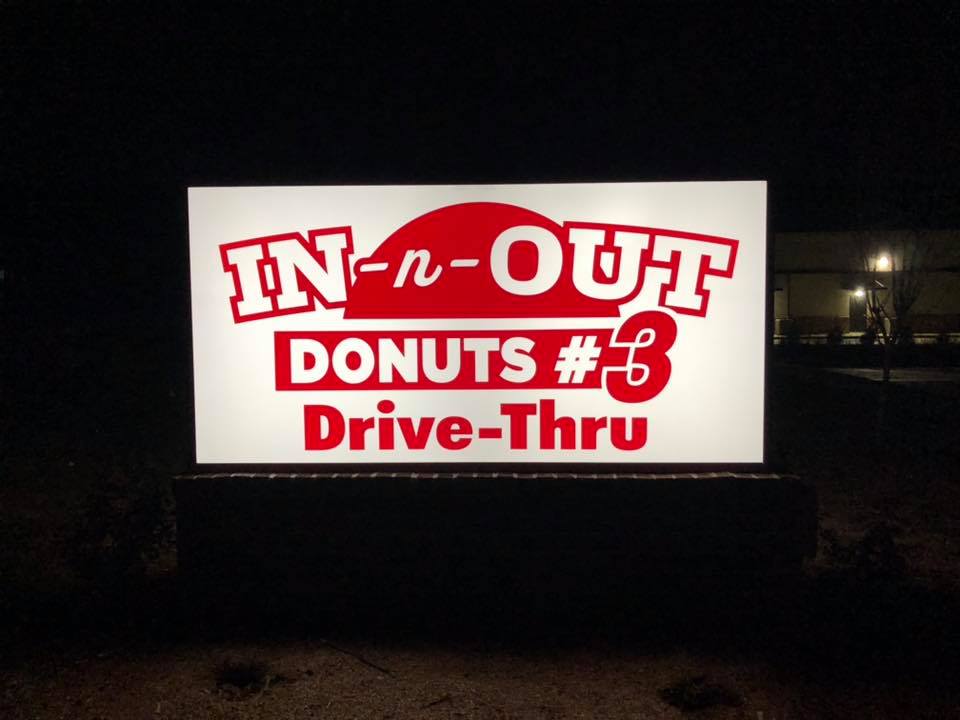 IN-n-OUT
DONUTS #3
Drive-Thru